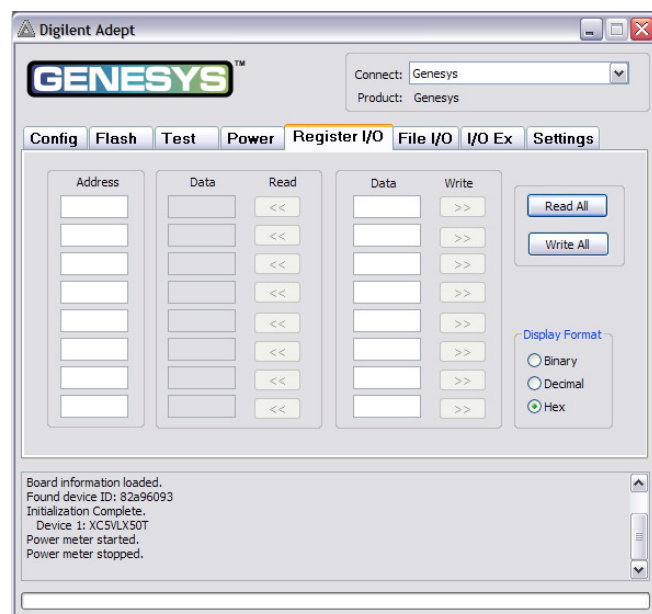 Digilent Adept
GENESYS™
Connect: Genesys
Product: Genesys
Config Flash Test Power Register I/O File I/O I/O Ex Settings
Address Data Read Data Write
<< >>
<< >>
<< >>
<< >>
<< >>
<< >>
<< >>
<< >>
Read All
Write All
Display Format
Binary
Decimal
Hex
Board information loaded.
Found device ID: 82a96093
Initialization Complete.
Device 1: XC5VLX50T
Power meter started.
Power meter stopped.